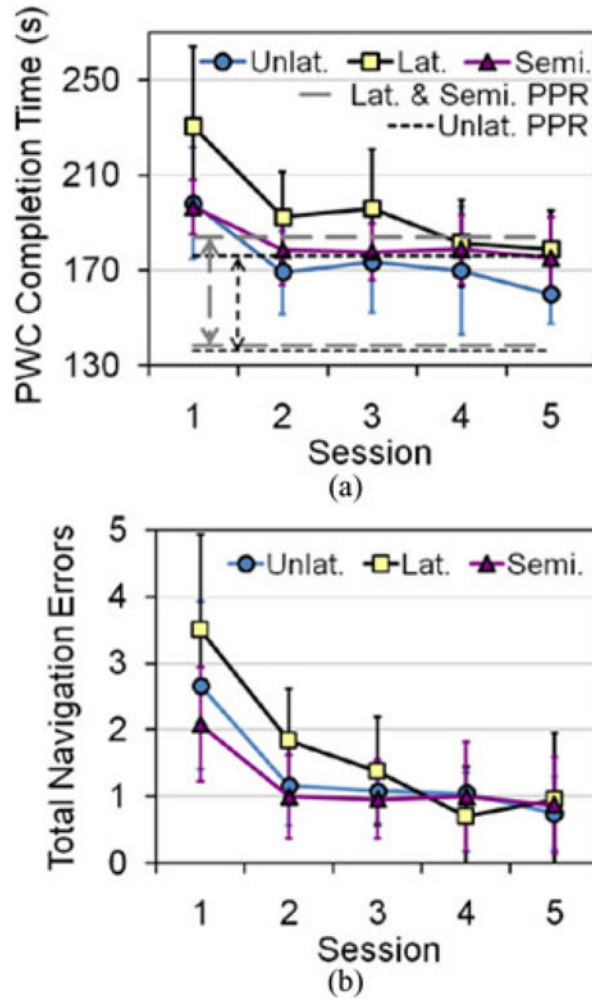 PWC Completion Time (s)
250
210
170
130
Unlat. Lat. Semi.
Lat. & Semi. PPR
Unlat. PPR
1 2 3 4 5
Session
(a)
Total Navigation Errors
5
4
3
2
1
0
Unlat. Lat. Semi.
1 2 3 4 5
Session
(b)